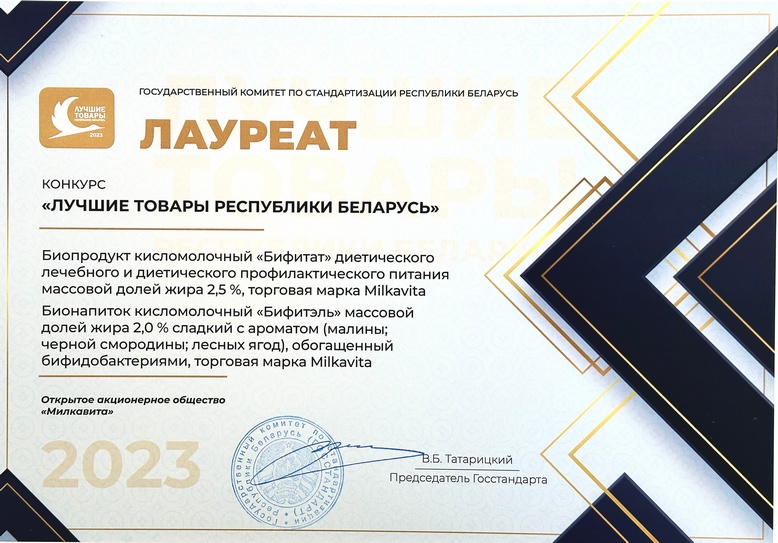 ГОСУДАРСТВЕННЫЙ КОМИТЕТ ПО СТАНДАРТИЗАЦИИ РЕСПУБЛИКИ БЕЛАРУСЬ
ЛУЧШИЕ
ТОВАРЫ
РЕСПУБЛИКИ БЕЛАРУСЬ
2023
ЛАУРЕАТ
КОНКУРС
«ЛУЧШИЕ ТОВАРЫ РЕСПУБЛИКИ БЕЛАРУСЬ»
Биопродукт кисломолочный «Бифитат» диетического
лечебного и диетического профилактического питания
массовой долей жира 2,5 %, торговая марка Milkavita
Бионапиток кисломолочный «Бифитэль» массовой
долей жира 2,0 % сладкий с ароматом (малины;
черной смородины; лесных ягод), обогащенный
бифидобактериями, торговая марка Milkavita
Открытое акционерное общество
«Милкавита»
2023
Государственный комитет по стандартизации
Республики Беларусь (ГОССТАНДАРТ)
В.Б. Татарицкий
Председатель Госстандарта